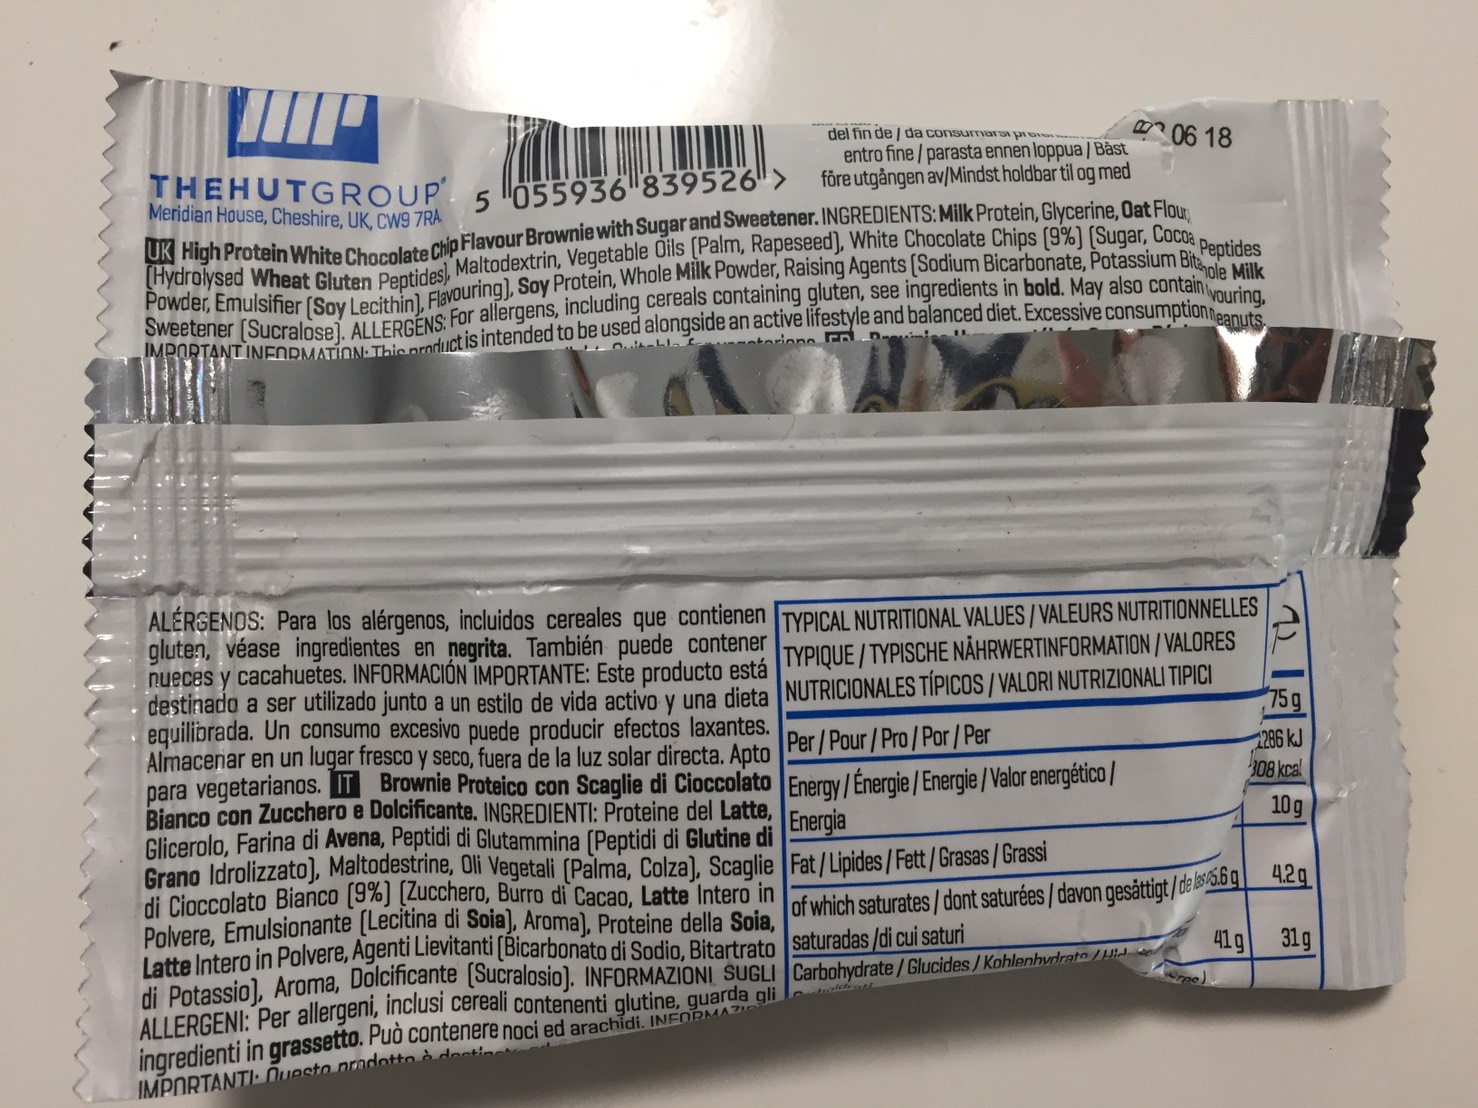 THEHUTGROUP
Meridian House, Cheshire, UK, CW9 7RA
5 055936 839526 >
del fin de / da consumarsi
entro fine / parasta ennen loppua / Bäst
före utgången av/Mindst holdbar til og med
06 18
UK High Protein White Chocolate Chip Flavour Brownie with Sugar and Sweetener. INGREDIENTS: Milk Protein, Glycerine, Oat Flour,
(Hydrolysed Wheat Gluten Peptides), Maltodextrin, Vegetable Oils (Palm, Rapeseed), White Chocolate Chips (9%) (Sugar, Cocoa Peptides
Powder, Emulsifier (Soy Lecithin), Flavouring), Soy Protein, Whole Milk Powder, Raising Agents (Sodium Bicarbonate, Potassium Milk
Sweetener (Sucralose). ALLERGENS: For allergens, including cereals containing gluten, see ingredients in bold. May also contain
IMPORTANT INFORMATION: This product is intended to be used alongside an active lifestyle and balanced diet. Excessive consumption
ALÉRGENOS: Para los alérgenos, incluidos cereales que contienen
gluten, véase ingredientes en negrita. También puede contener
nueces y cacahuetes. INFORMACIÓN IMPORTANTE: Este producto está
destinado a ser utilizado junto a un estilo de vida activo y una dieta
equilibrada. Un consumo excesivo puede producir efectos laxantes.
Almacenar en un lugar fresco y seco, fuera de la luz solar directa. Apto
para vegetarianos. IT Brownie Proteico con Scaglie di Cioccolato
Bianco con Zucchero e Dolcificante. INGREDIENTI: Proteine del Latte,
Glicerolo, Farina di Avena, Peptidi di Glutammina (Peptidi di Glutine di
Grano Idrolizzato), Maltodestrine, Oli Vegetali (Palma, Colza), Scaglie
di Cioccolato Bianco (9%) (Zucchero, Burro di Cacao, Latte Intero in
Polvere, Emulsionante (Lecitina di Soia), Aroma), Proteine della Soia,
Latte Intero in Polvere, Agenti Lievitanti (Bicarbonato di Sodio, Bitartrato
di Potassio), Aroma, Dolcificante (Sucralosio). INFORMAZIONI SUGLI
ALLERGENI: Per allergeni, inclusi cereali contenenti glutine, guarda gli
ingredienti in grassetto. Può contenere noci ed arachidi.
IMPORTANTI: Questo prodotto è
TYPICAL NUTRITIONAL VALUES / VALEURS NUTRITIONNELLES
TYPIQUE / TYPISCHE NÄHRWERTINFORMATION / VALORES
NUTRICIONALES TÍPICOS / VALORI NUTRIZIONALI TIPICI
Per / Pour / Pro / Por / Per 75 g
Energy / Énergie / Energie / Valor energético /
Energia
1286 kJ
308 kcal
Fat / Lipides / Fett / Grasas / Grassi 10 g
of which saturates / dont saturées / davon gesättigt / de las
saturadas /di cui saturi
5.6 g 4.2 g
Carbohydrate / Glucides / Kohlenhydrate / 41 g 31 g